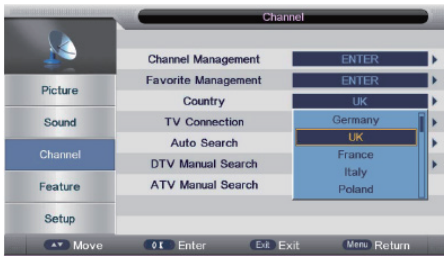 Channel
Channel Management ENTER
Favorite Management ENTER
Picture
Country UK
Sound
TV Connection
Germany
UK
Auto Search
France
Channel
DTV Manual Search
Italy
Feature
ATV Manual Search
Poland
Setup
Move OK Enter Exit Exit Menu Return